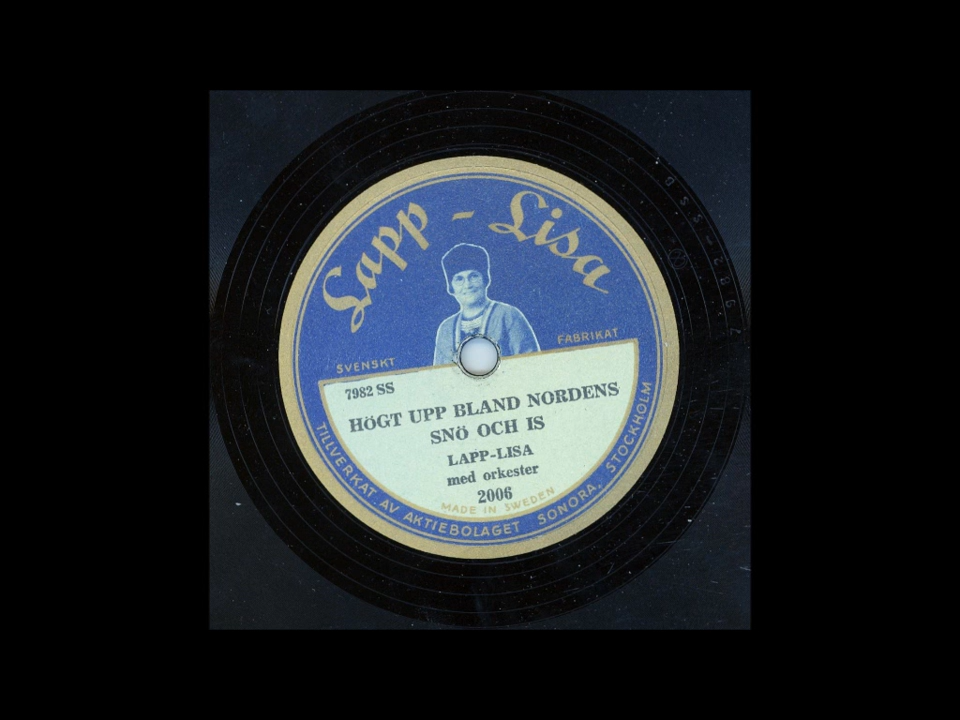 Lapp - Lisa
SVENSKT
FABRIKAT
7982 SS
HÖGT UPP BLAND NORDENS
SNÖ OCH IS
LAPP-LISA
med orkester
2006
MADE IN SWEDEN
TILLVERKAT AV AKTIEBOLAGET SONORA, STOCKHOLM